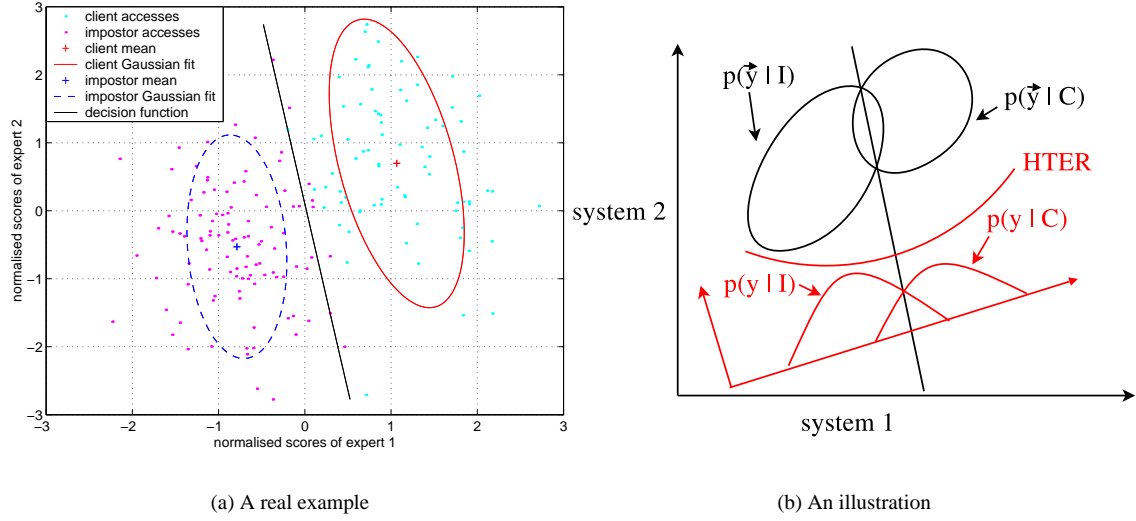 3
2
1
0
−1
−2
−3
−3
−2
−1
0
1
2
3
normalised scores of expert 2
normalised scores of expert 1
client accesses
impostor accesses
client mean
client Gaussian fit
impostor mean
impostor Gaussian fit
decision function
(a) A real example
p(y | I)
p(y | C)
HTER
system 2
p(y | C)
p(y | I)
system 1
(b) An illustration